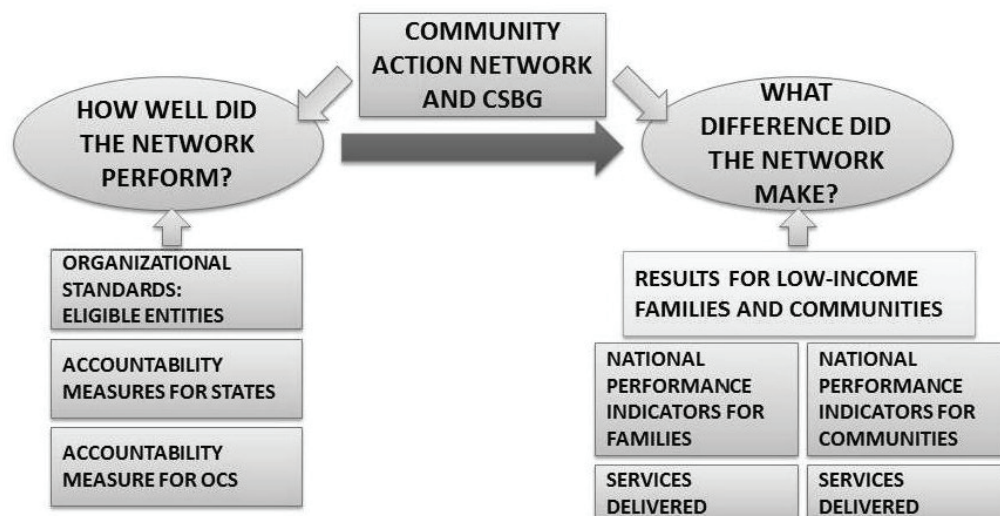 COMMUNITY
ACTION NETWORK
AND CSBG
HOW WELL DID
THE NETWORK
PERFORM?
WHAT
DIFFERENCE DID
THE NETWORK
MAKE?
ORGANIZATIONAL
STANDARDS:
ELIGIBLE ENTITIES
ACCOUNTABILITY
MEASURES FOR STATES
ACCOUNTABILITY
MEASURE FOR OCS
RESULTS FOR LOW-INCOME
FAMILIES AND COMMUNITIES
NATIONAL
PERFORMANCE
INDICATORS FOR
FAMILIES
NATIONAL
PERFORMANCE
INDICATORS FOR
COMMUNITIES
SERVICES
DELIVERED
SERVICES
DELIVERED